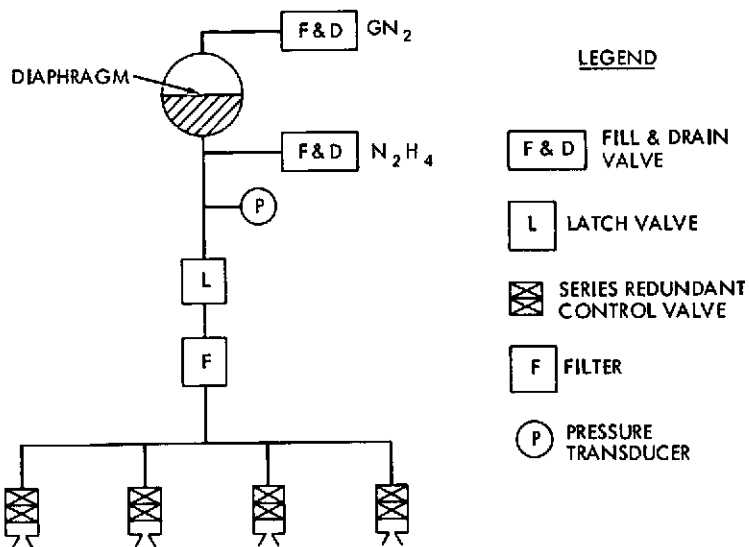 F & D GN2
DIAPHRAGM
F & D N2H4
P
L
F
LEGEND
F & D FILL & DRAIN
VALVE
L LATCH VALVE
SERIES REDUNDANT
CONTROL VALVE
F FILTER
P PRESSURE
TRANSDUCER